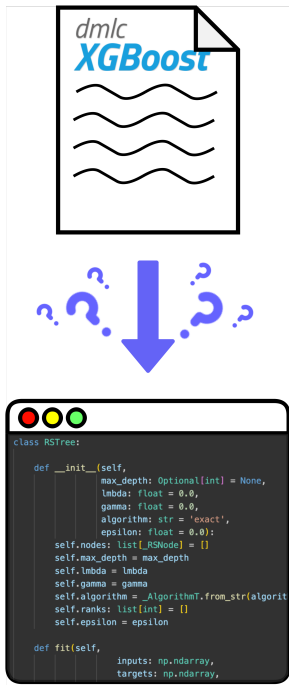 dmlc
XGBoost
? ? ? ?
class RSTree:
def __init__(self,
max_depth: Optional[int] = None,
lmbda: float = 0.0,
gamma: float = 0.0,
algorithm: str = 'exact',
epsilon: float = 0.0):
self.nodes: list[_RSNode] = []
self.max_depth = max_depth
self.lmbda = lmbda
self.gamma = gamma
self.algorithm = _AlgorithmT.from_str(algorit
self.ranks: list[int] = []
self.epsilon = epsilon
def fit(self,
inputs: np.ndarray,
targets: np.ndarray,